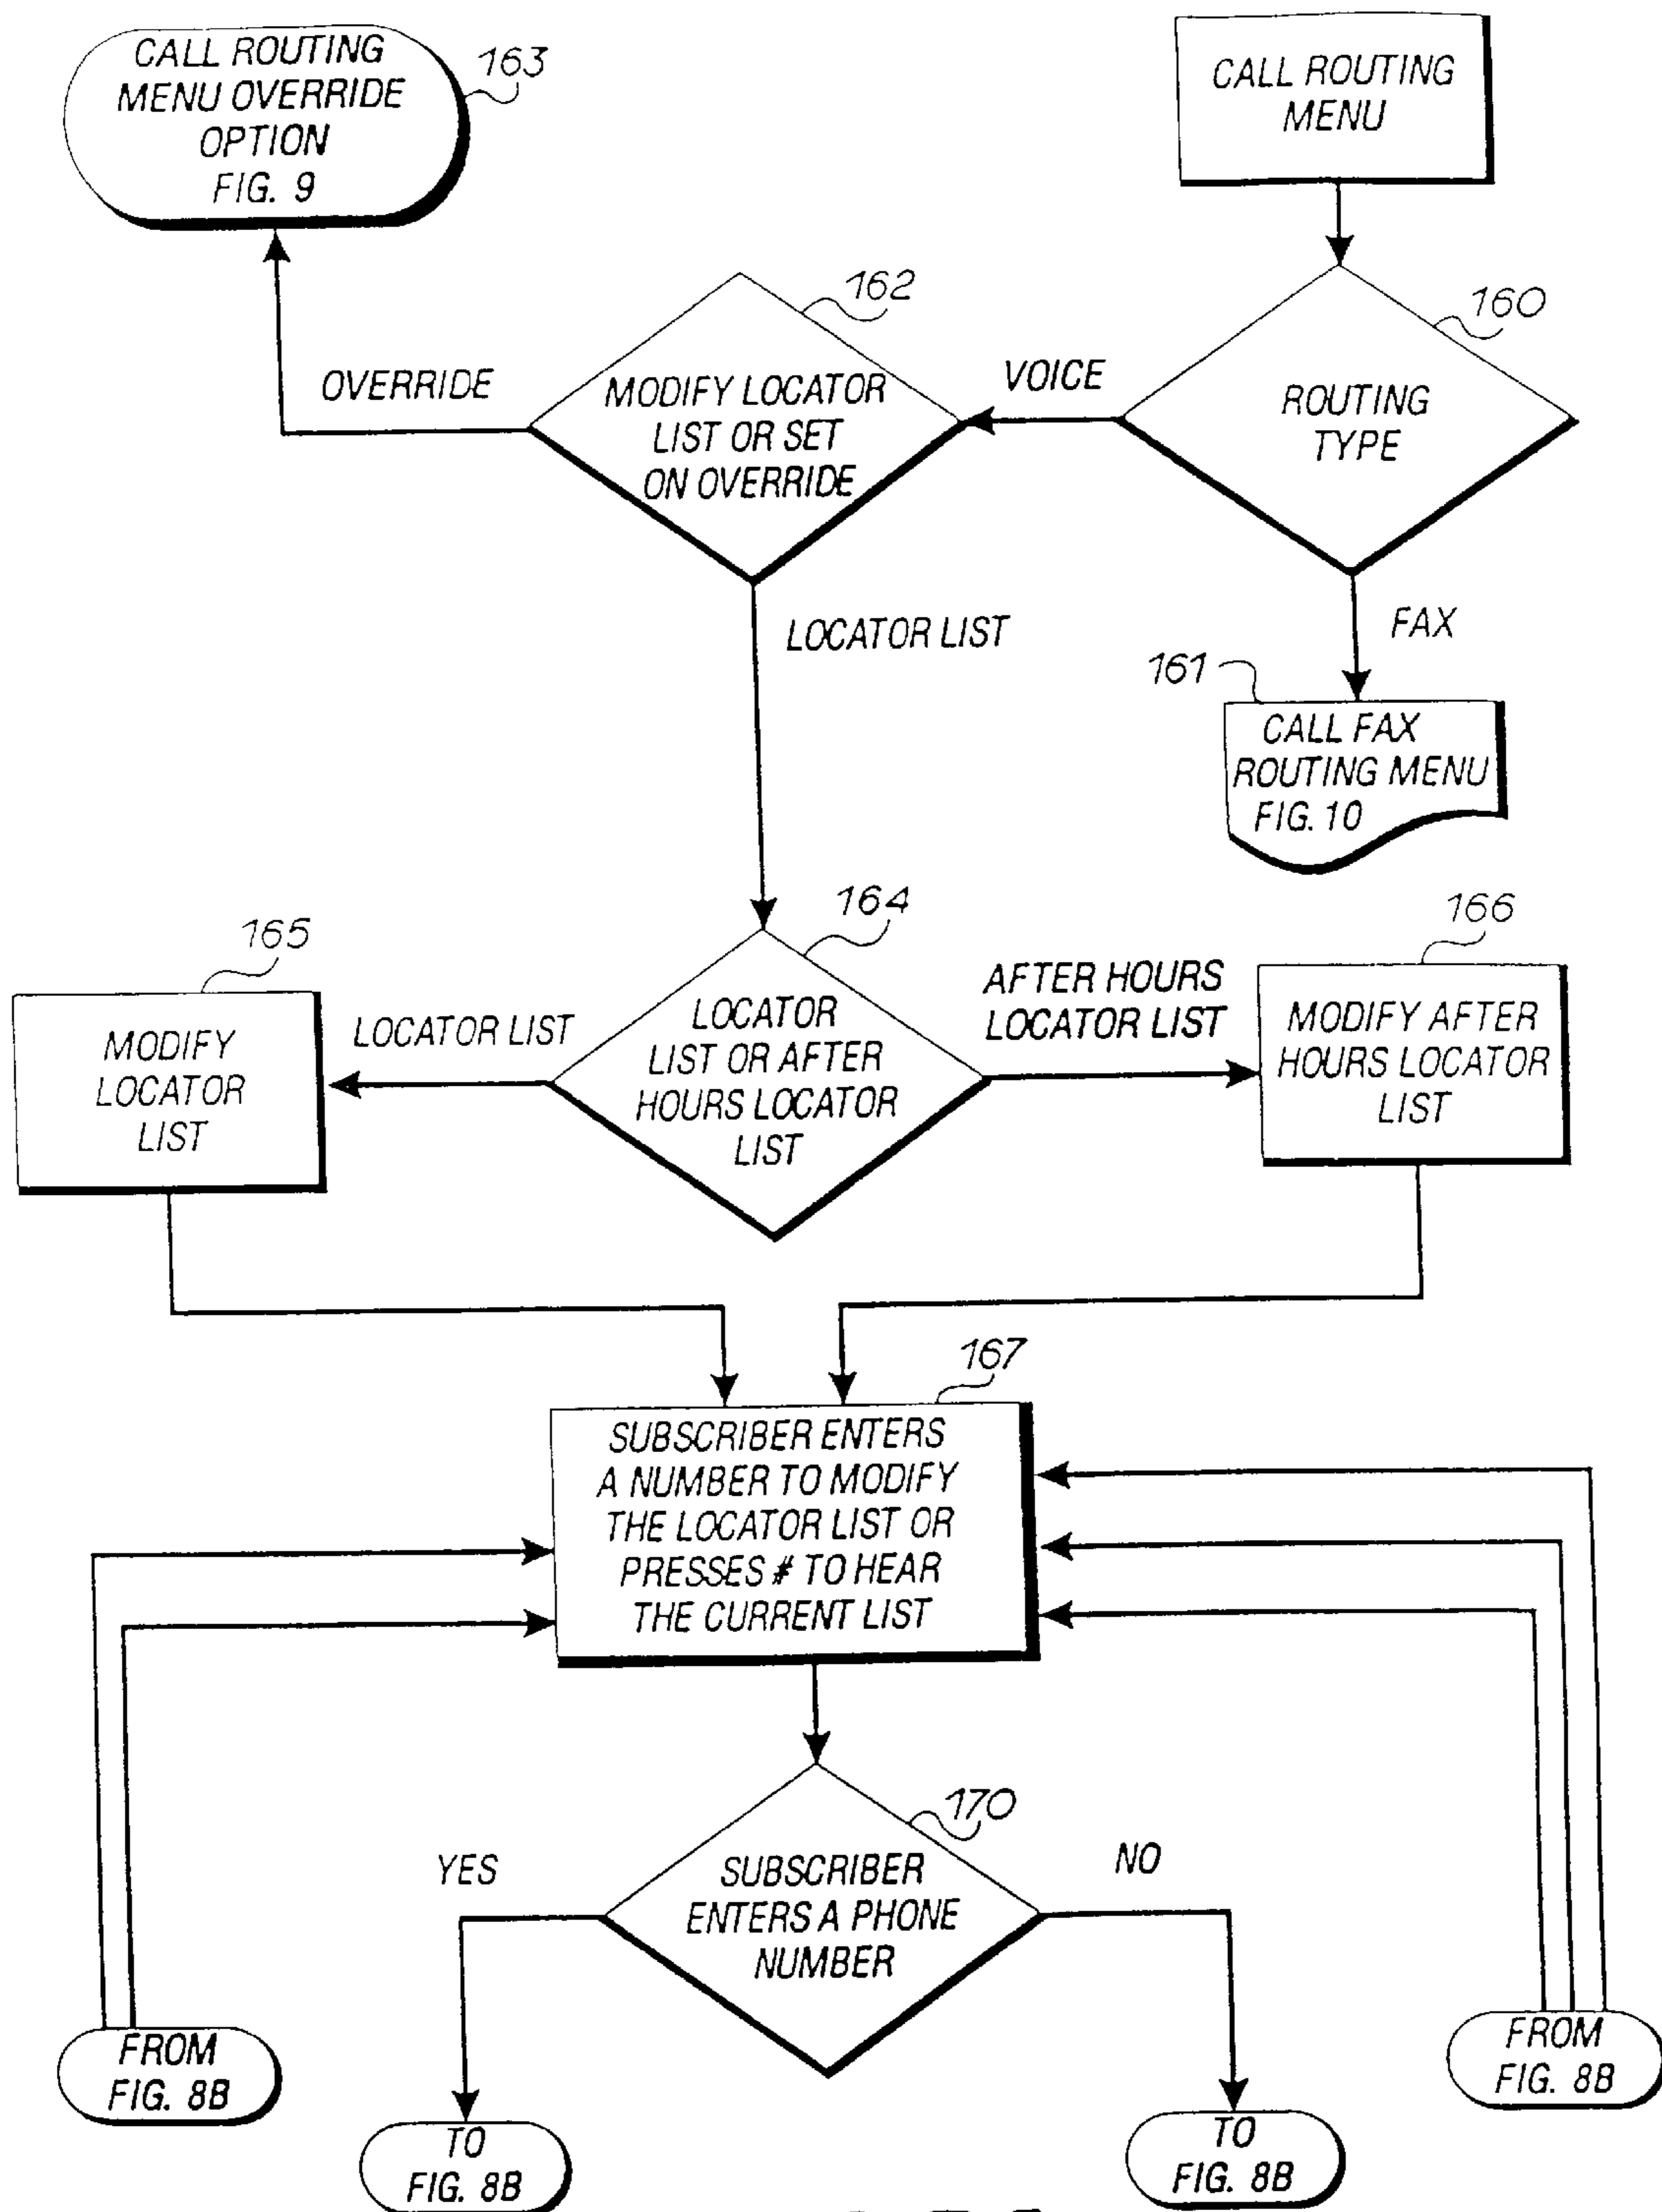 CALL ROUTING
MENU OVERRIDE
OPTION
FIG. 9
163
CALL ROUTING
MENU
162
160
OVERRIDE
MODIFY LOCATOR
LIST OR SET
ON OVERRIDE
VOICE
ROUTING
TYPE
LOCATOR LIST
FAX
161
CALL FAX
ROUTING MENU
FIG. 10
164
165
166
MODIFY
LOCATOR
LIST
LOCATOR LIST
LOCATOR
LIST OR AFTER
HOURS LOCATOR
LIST
AFTER HOURS
LOCATOR LIST
MODIFY AFTER
HOURS LOCATOR
LIST
167
SUBSCRIBER ENTERS
A NUMBER TO MODIFY
THE LOCATOR LIST OR
PRESSES # TO HEAR
THE CURRENT LIST
170
YES
SUBSCRIBER
ENTERS A PHONE
NUMBER
NO
FROM
FIG. 8B
TO
FIG. 8B
TO
FIG. 8B
FROM
FIG. 8B